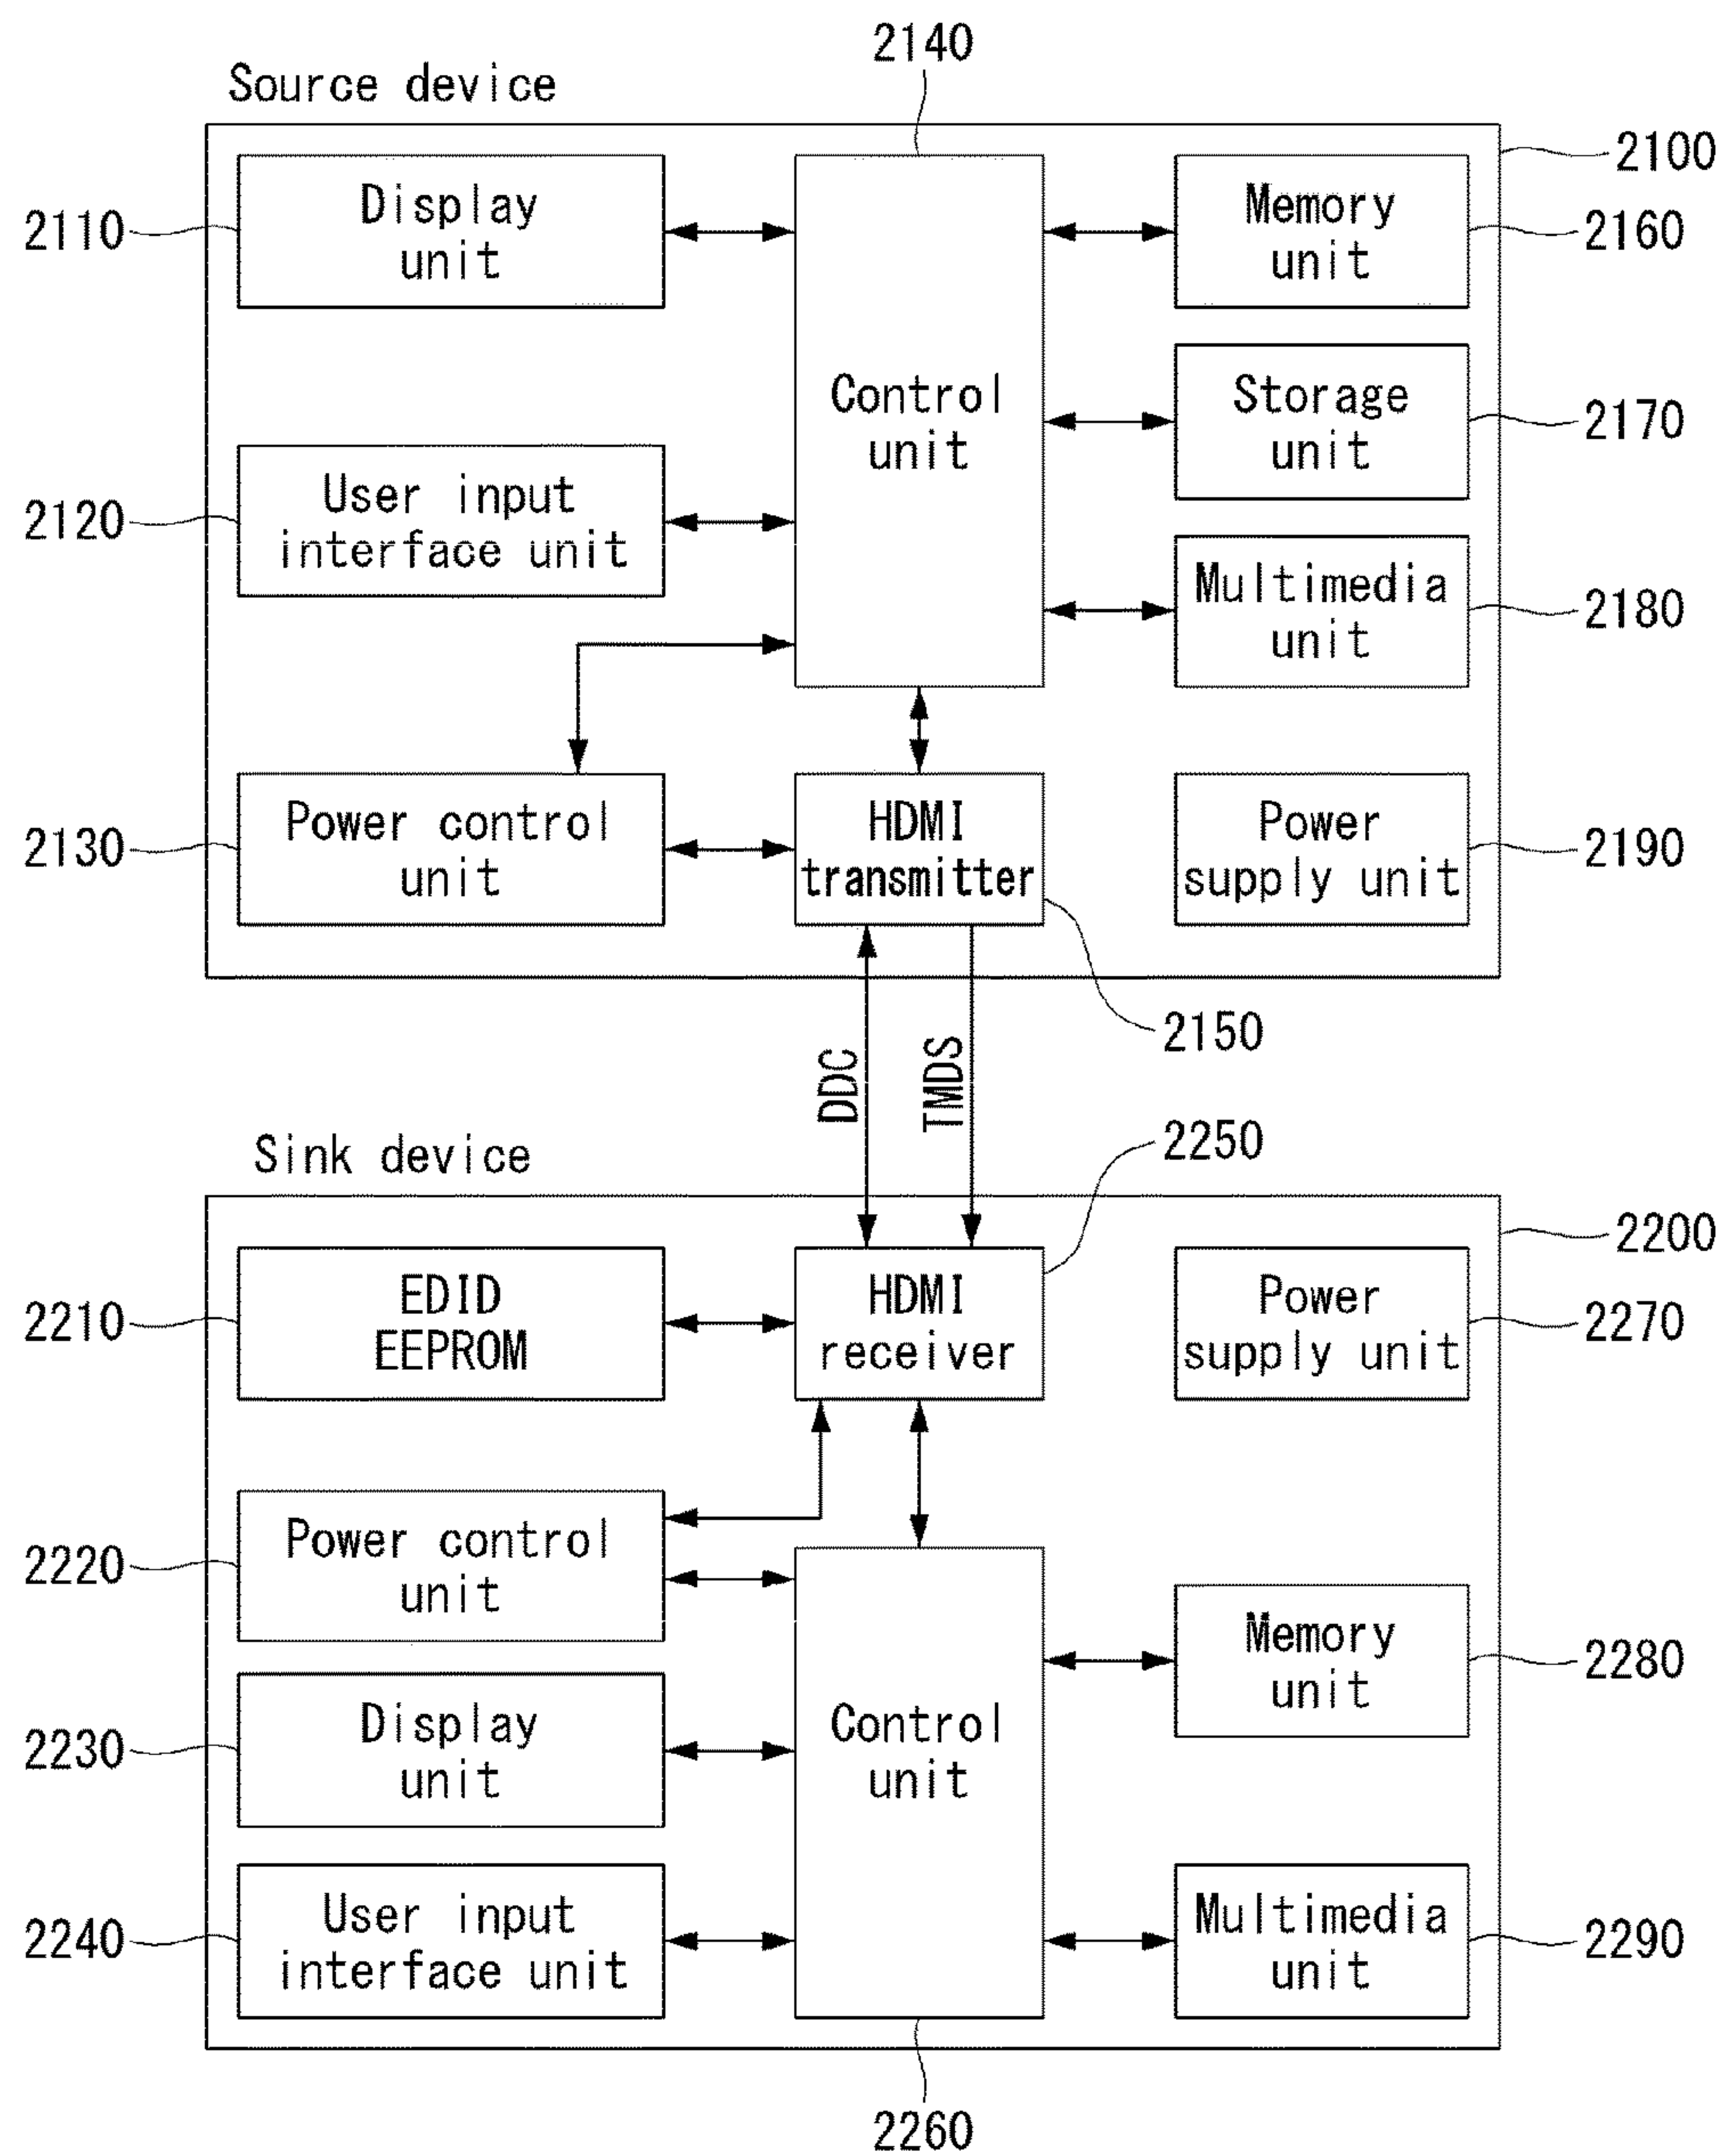 2140
Source device
2100
2110
Display
unit
Memory
unit
2160
Control
unit
Storage
unit
2170
2120
User input
interface unit
Multimedia
unit
2180
2130
Power control
unit
HDMI
transmitter
Power
supply unit
2190
2150
DDC
TMDS
Sink device
2250
2200
2210
EDID
EEPROM
HDMI
receiver
Power
supply unit
2270
2220
Power control
unit
Memory
unit
2280
2230
Display
unit
Control
unit
2240
User input
interface unit
Multimedia
unit
2290
2260